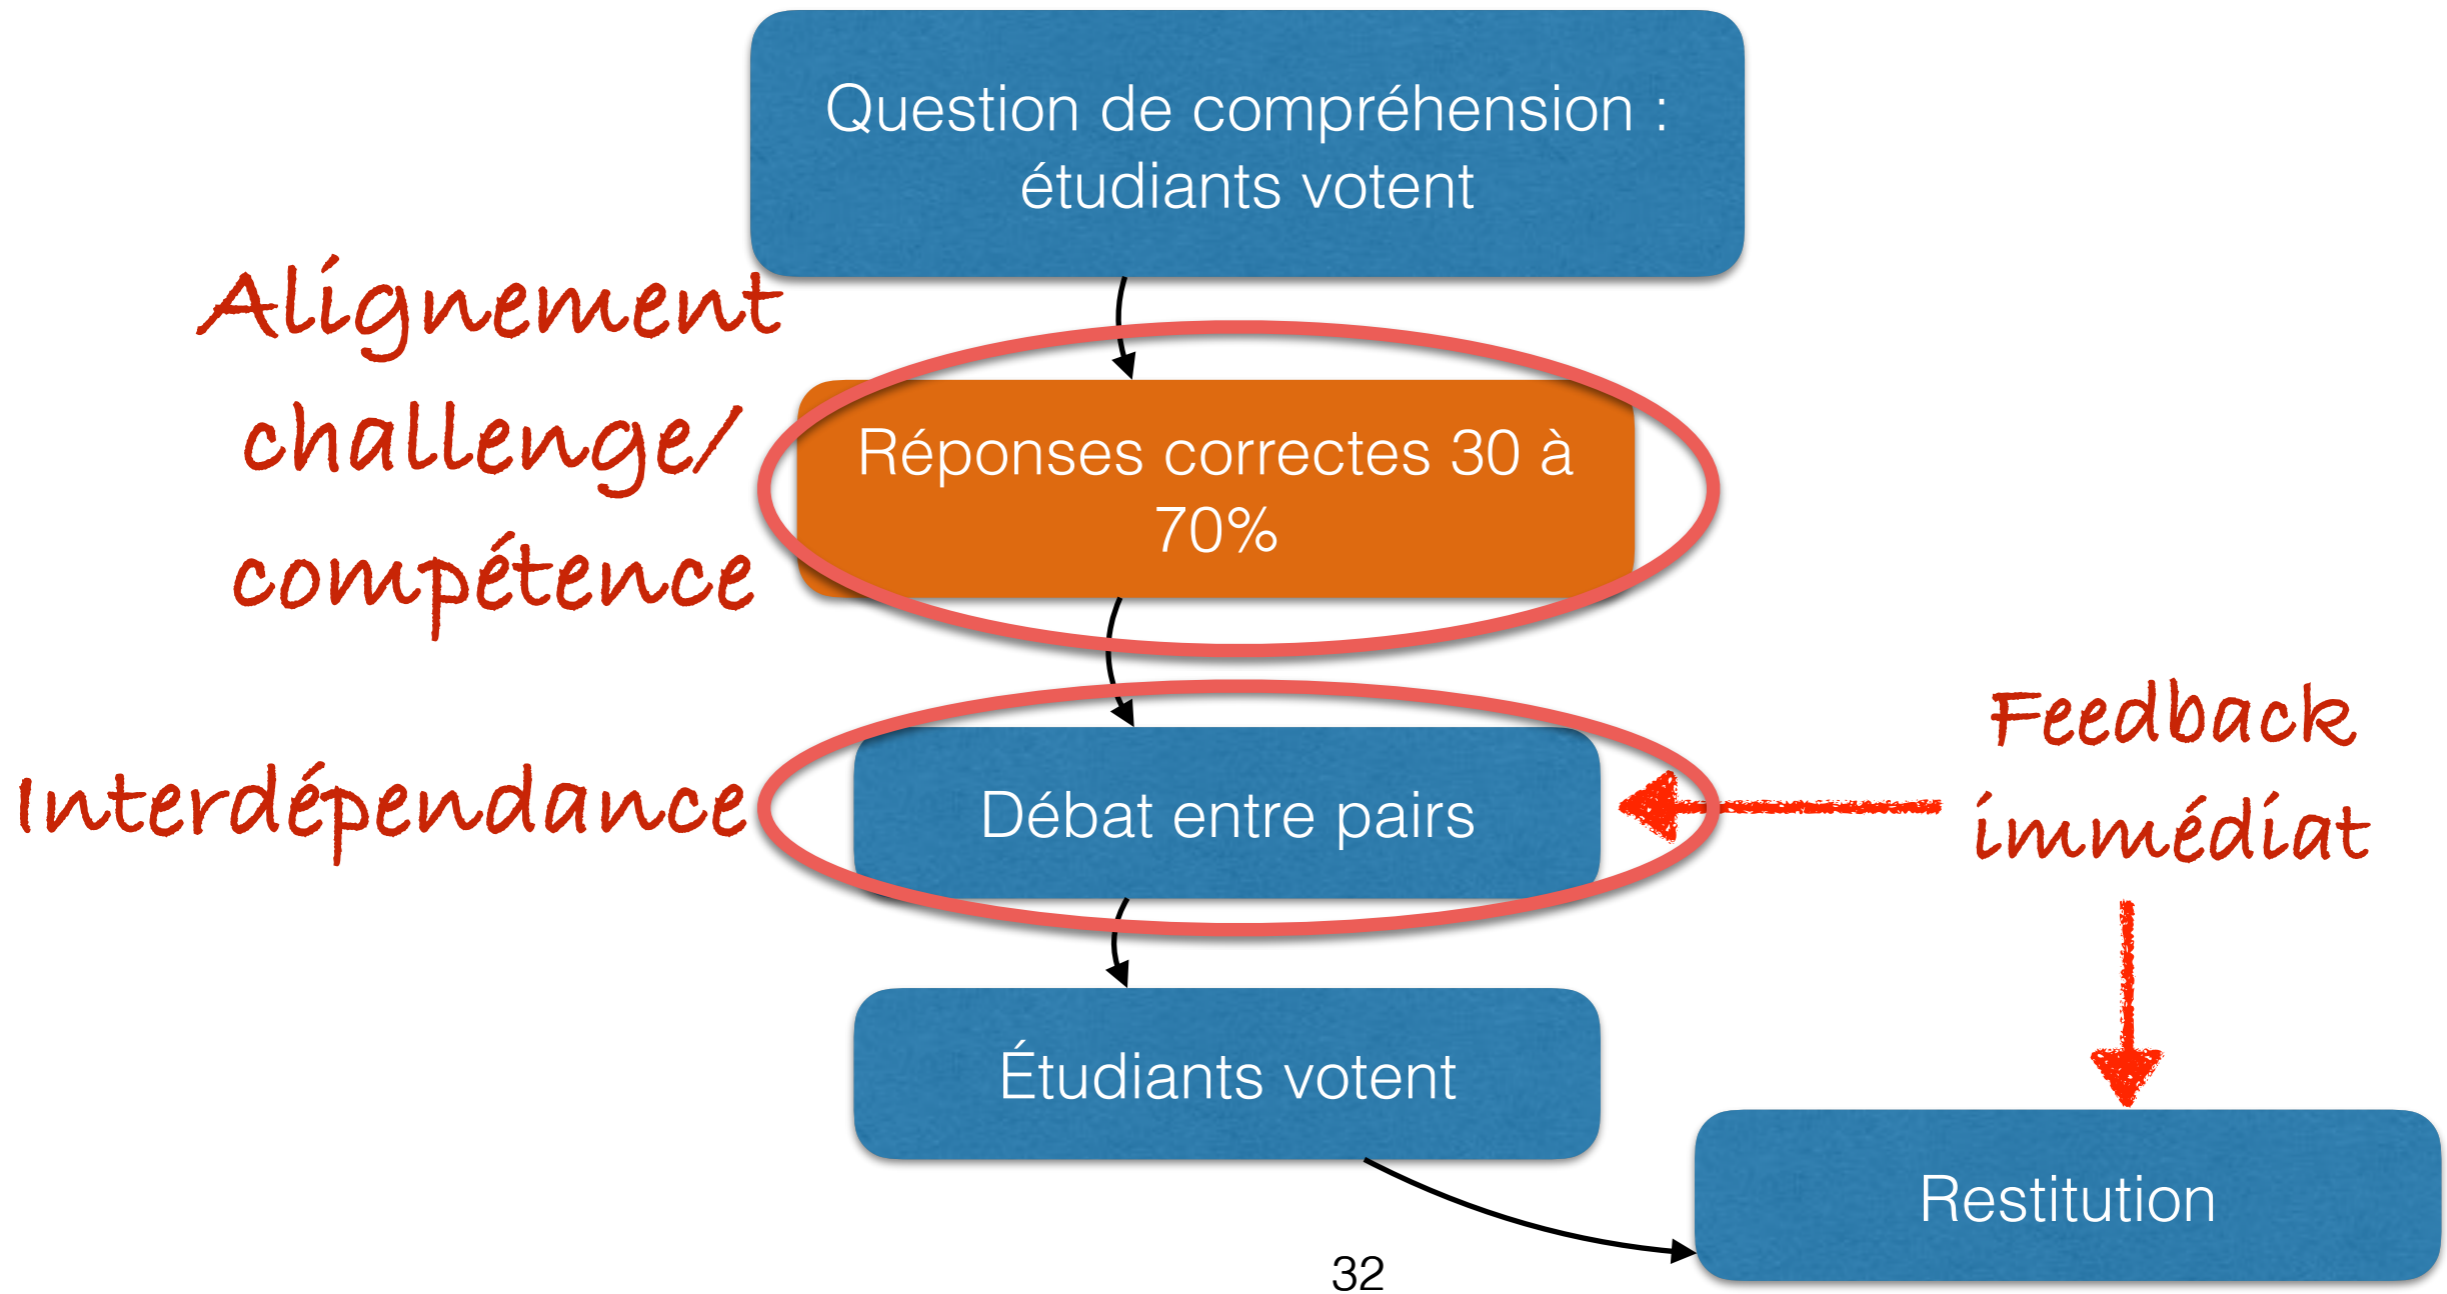 Question de compréhension :
étudiants votent
Alignement
challenge/
compétence
Réponses correctes 30 à
70%
Interdépendance
Débat entre pairs
Feedback
immédiat
Étudiants votent
Restitution
32